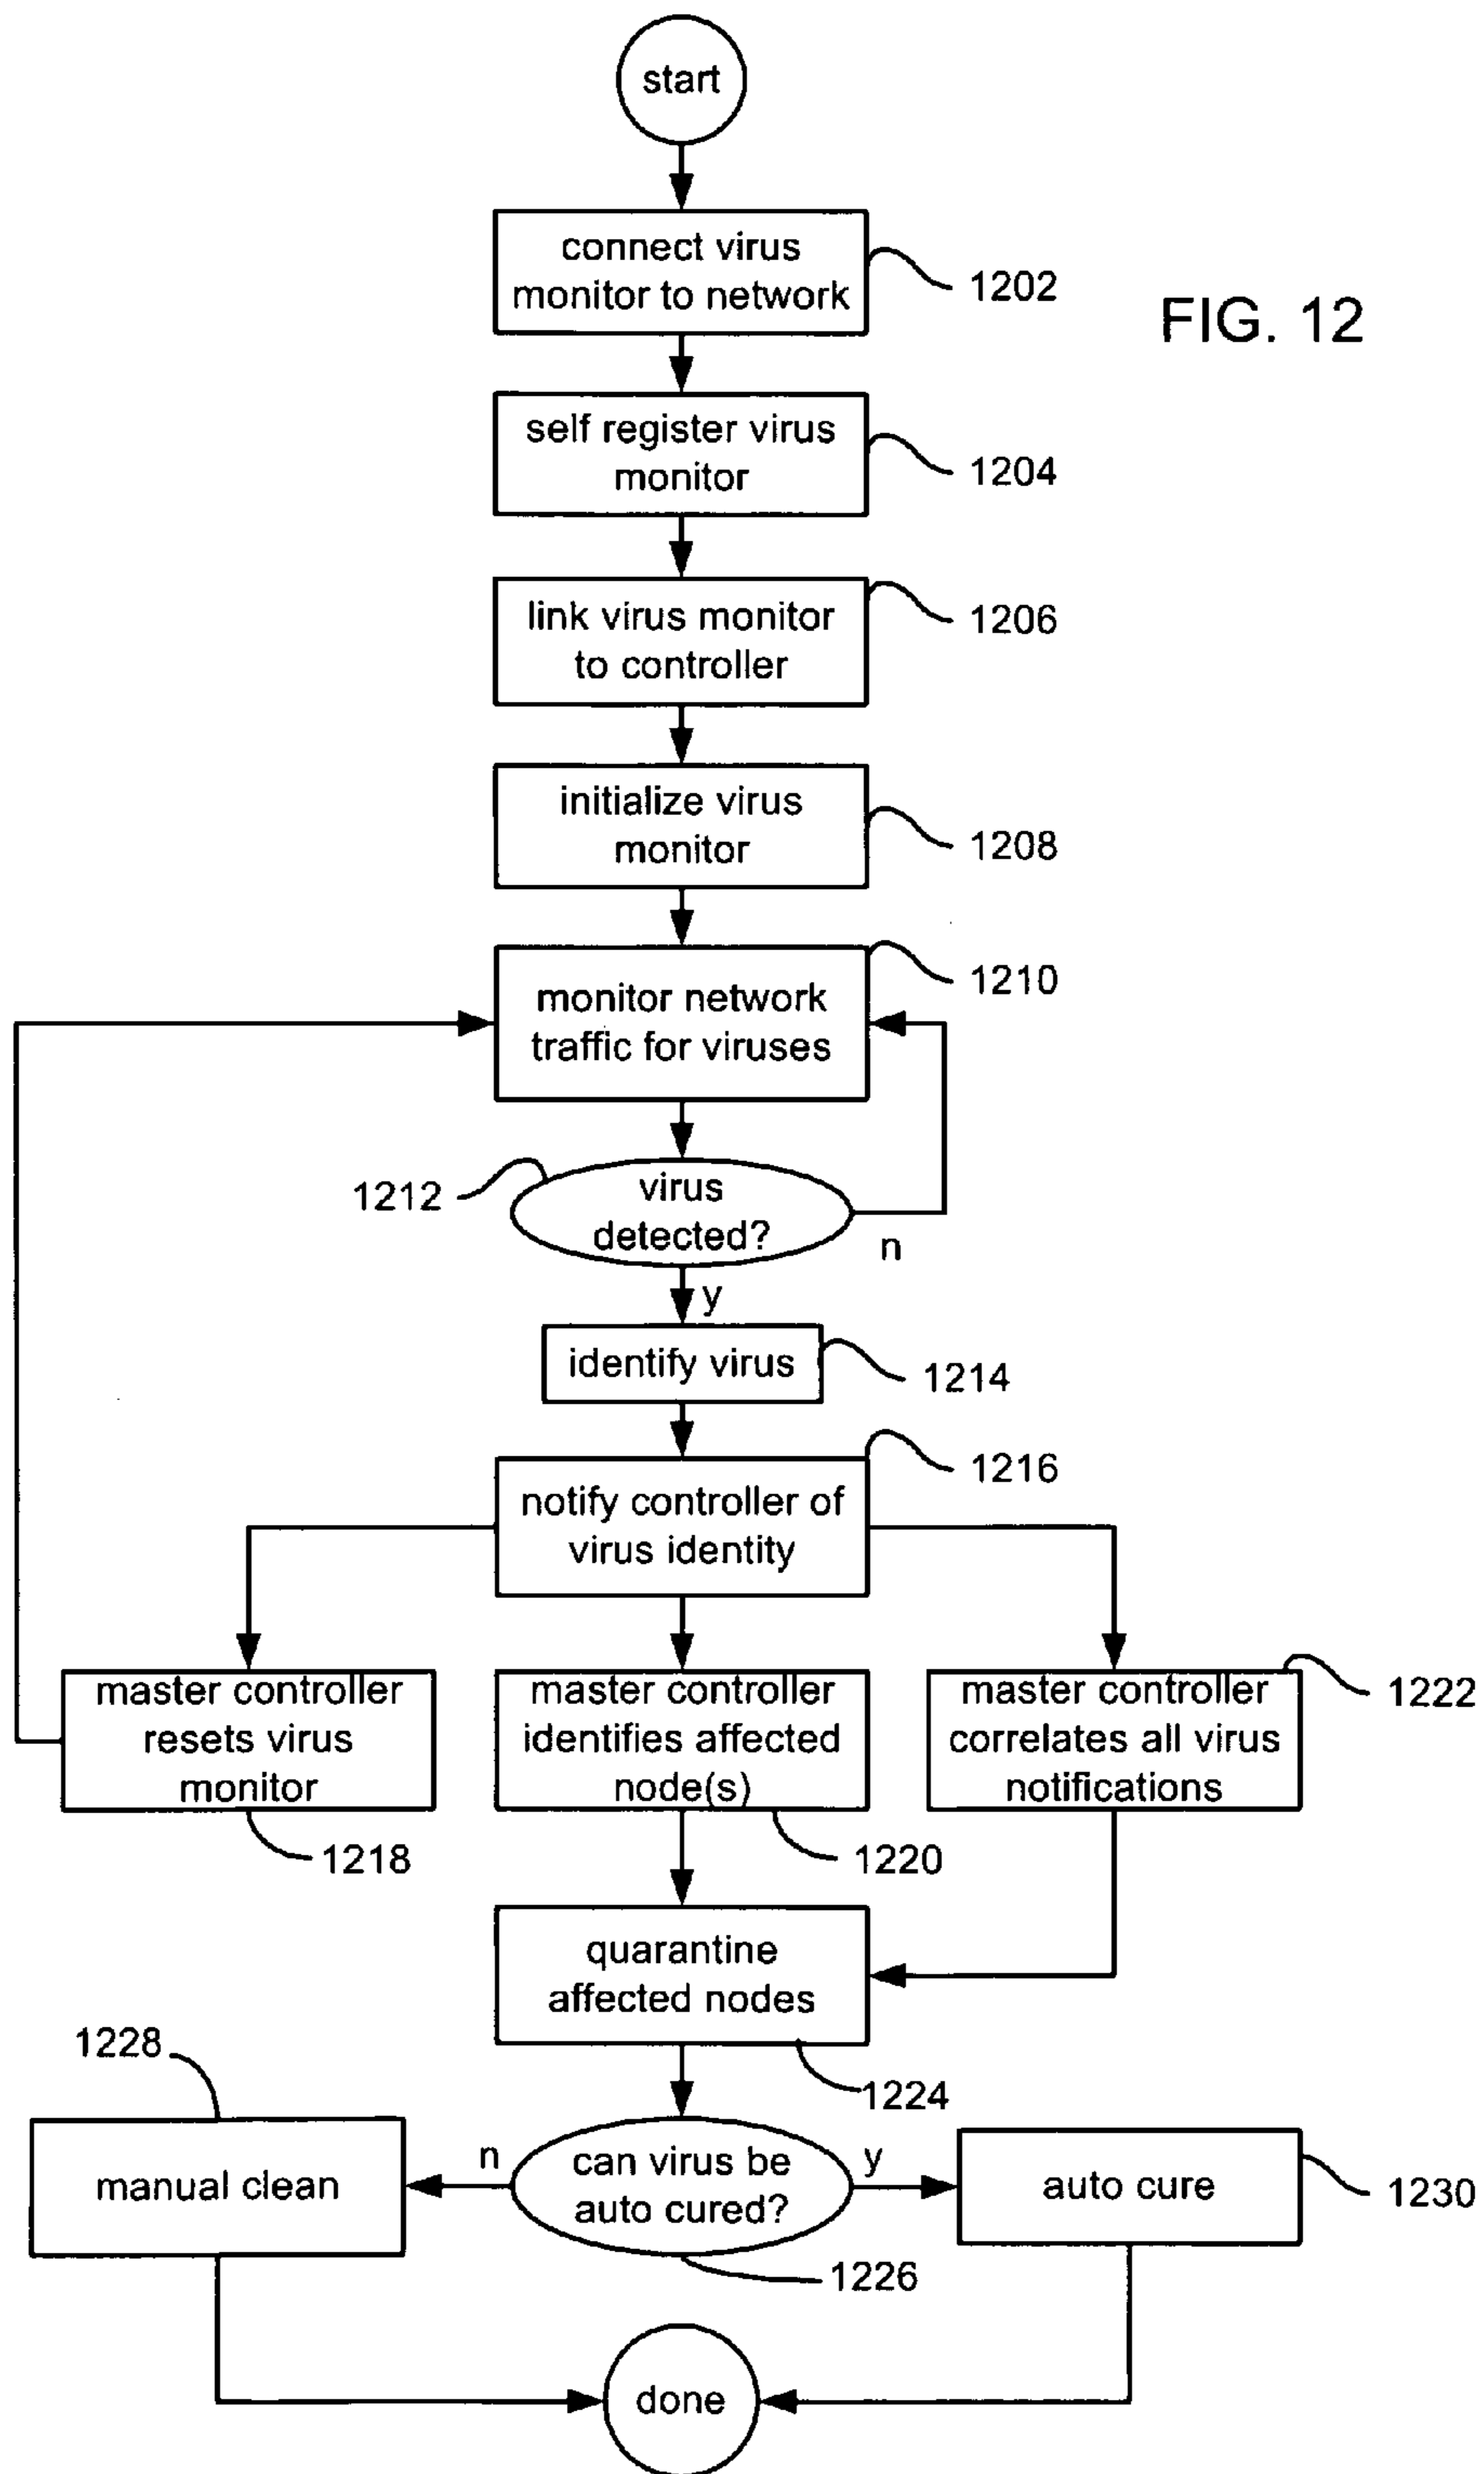 start
connect virus
monitor to network
1202
FIG. 12
self register virus
monitor
1204
link virus monitor
to controller
1206
initialize virus
monitor
1208
monitor network
traffic for viruses
1210
virus
detected?
1212
n
y
identify virus
1214
notify controller of
virus identity
1216
master controller
resets virus
monitor
1218
master controller
identifies affected
node(s)
1220
master controller
correlates all virus
notifications
1222
quarantine
affected nodes
1224
can virus be
auto cured?
1226
n
y
manual clean
1228
auto cure
1230
done